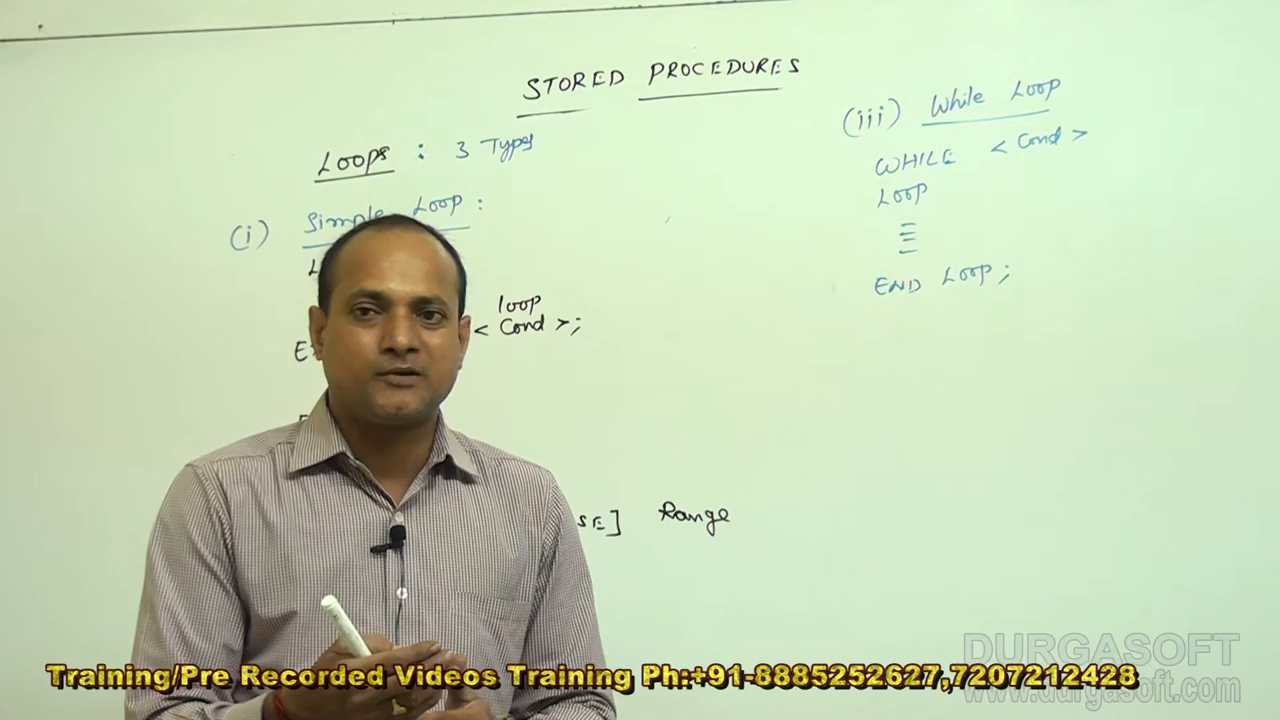 STORED PROCEDURES
Loops : 3 Types
(i) Simple Loop :
loop
< Cond >;
SE] Range
(iii) While Loop
WHILE < Cond >
LOOP
END LOOP;
DURGASOFT
www.durgasoft.com
Training/Pre Recorded Videos Training Ph:+91-8885252627,7207212428